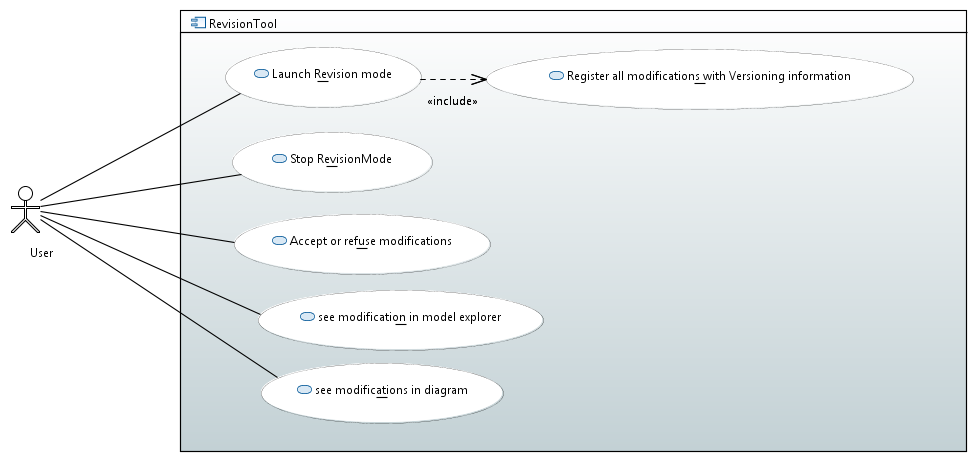 RevisionTool
Launch Revision mode
Register all modifications with Versioning information
«include»
Stop RevisionMode
Accept or refuse modifications
User
see modification in model explorer
see modifications in diagram